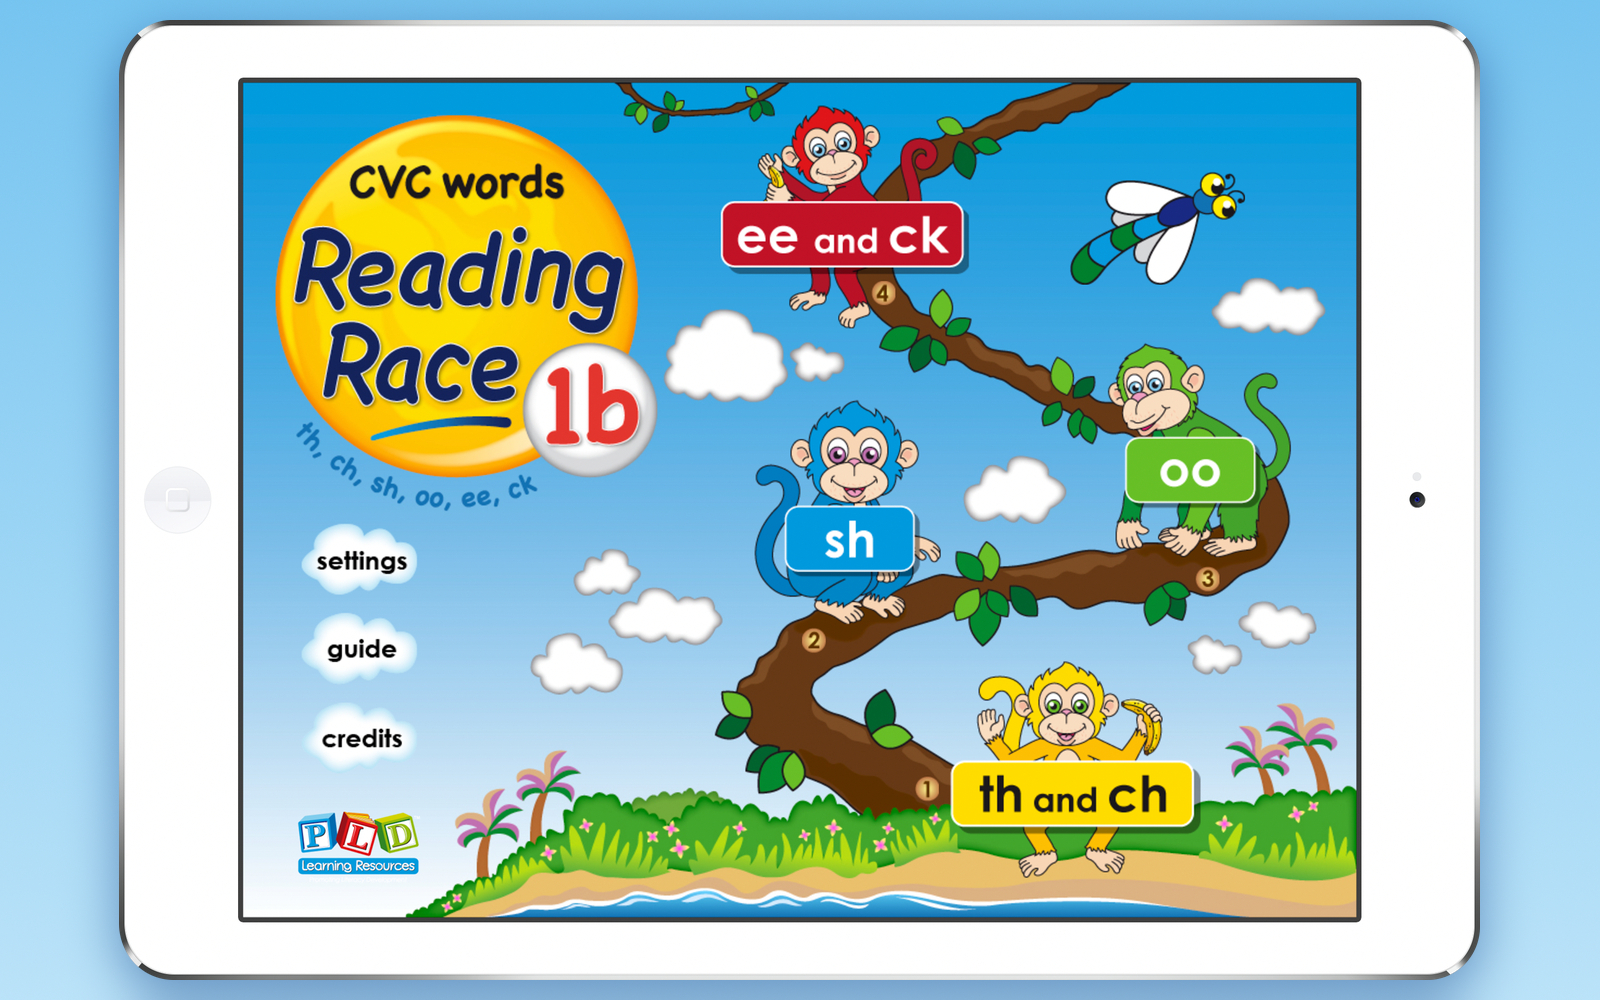 CVC words
Reading
Race
1b
th, ch, sh, oo, ee, ck
settings
guide
credits
PLD
Learning Resources
ee and ck
4
oo
3
sh
2
th and ch
1